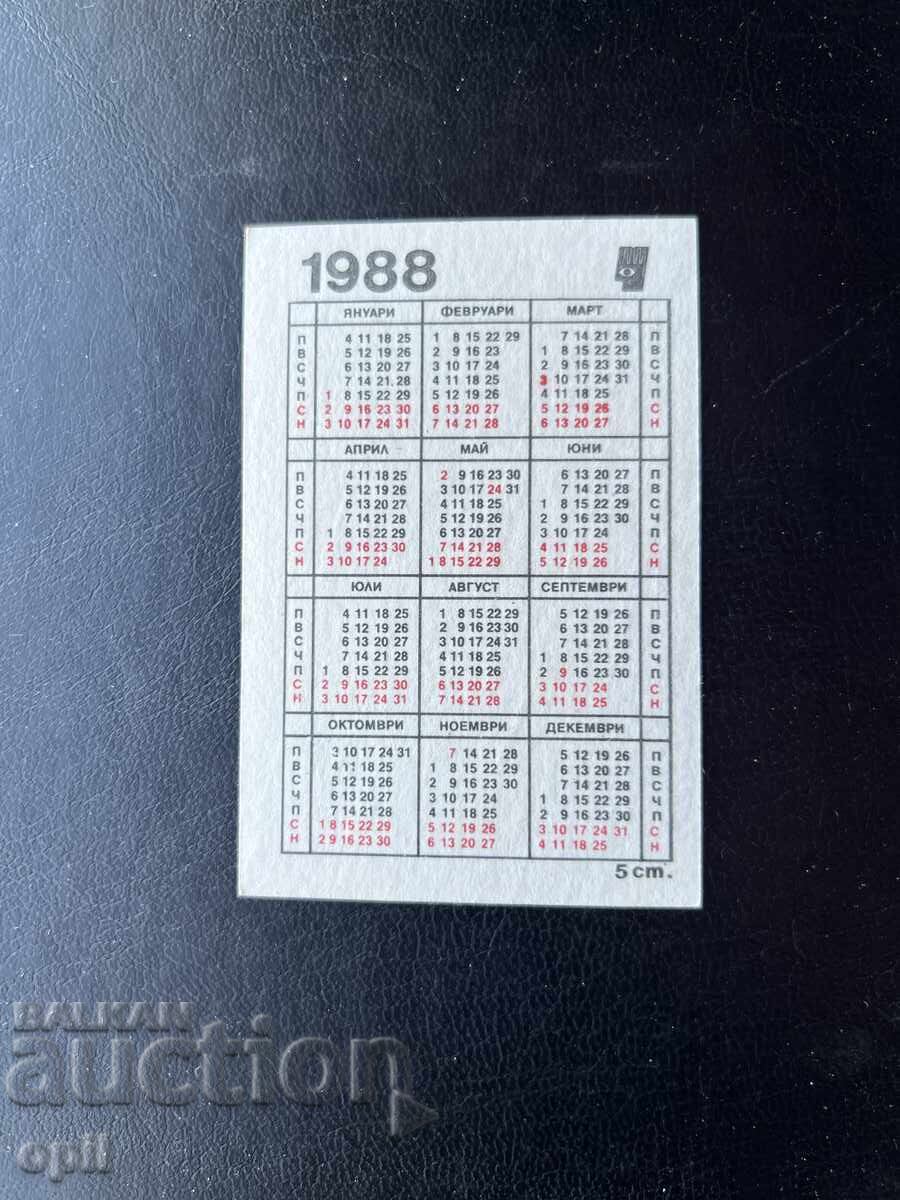 1988
ЯНУАРИ ФЕВРУАРИ МАРТ
П 4 11 18 25 1 8 15 22 29 7 14 21 28 П
В 5 12 19 26 2 9 16 23 1 8 15 22 29 В
С 6 13 20 27 3 10 17 24 2 9 16 23 30 С
Ч 7 14 21 28 4 11 18 25 3 10 17 24 31 Ч
П 1 8 15 22 29 5 12 19 26 4 11 18 25 П
С 2 9 16 23 30 6 13 20 27 5 12 19 26 С
Н 3 10 17 24 31 7 14 21 28 6 13 20 27 Н
АПРИЛ МАЙ ЮНИ
П 4 11 18 25 2 9 16 23 30 6 13 20 27 П
В 5 12 19 26 3 10 17 24 31 7 14 21 28 В
С 6 13 20 27 4 11 18 25 1 8 15 22 29 С
Ч 7 14 21 28 5 12 19 26 2 9 16 23 30 Ч
П 1 8 15 22 29 6 13 20 27 3 10 17 24 П
С 2 9 16 23 30 7 14 21 28 4 11 18 25 С
Н 3 10 17 24 1 8 15 22 29 5 12 19 26 Н
ЮЛИ АВГУСТ СЕПТЕМВРИ
П 4 11 18 25 1 8 15 22 29 5 12 19 26 П
В 5 12 19 26 2 9 16 23 30 6 13 20 27 В
С 6 13 20 27 3 10 17 24 31 7 14 21 28 С
Ч 7 14 21 28 4 11 18 25 1 8 15 22 29 Ч
П 1 8 15 22 29 5 12 19 26 2 9 16 23 30 П
С 2 9 16 23 30 6 13 20 27 3 10 17 24 С
Н 3 10 17 24 31 7 14 21 28 4 11 18 25 Н
ОКТОМВРИ НОЕМВРИ ДЕКЕМВРИ
П 3 10 17 24 31 7 14 21 28 5 12 19 26 П
В 4 11 18 25 1 8 15 22 29 6 13 20 27 В
С 5 12 19 26 2 9 16 23 30 7 14 21 28 С
Ч 6 13 20 27 3 10 17 24 1 8 15 22 29 Ч
П 7 14 21 28 4 11 18 25 2 9 16 23 30 П
С 1 8 15 22 29 5 12 19 26 3 10 17 24 31 С
Н 2 9 16 23 30 6 13 20 27 4 11 18 25 Н
5 cm.
BALKAN
auction
opil